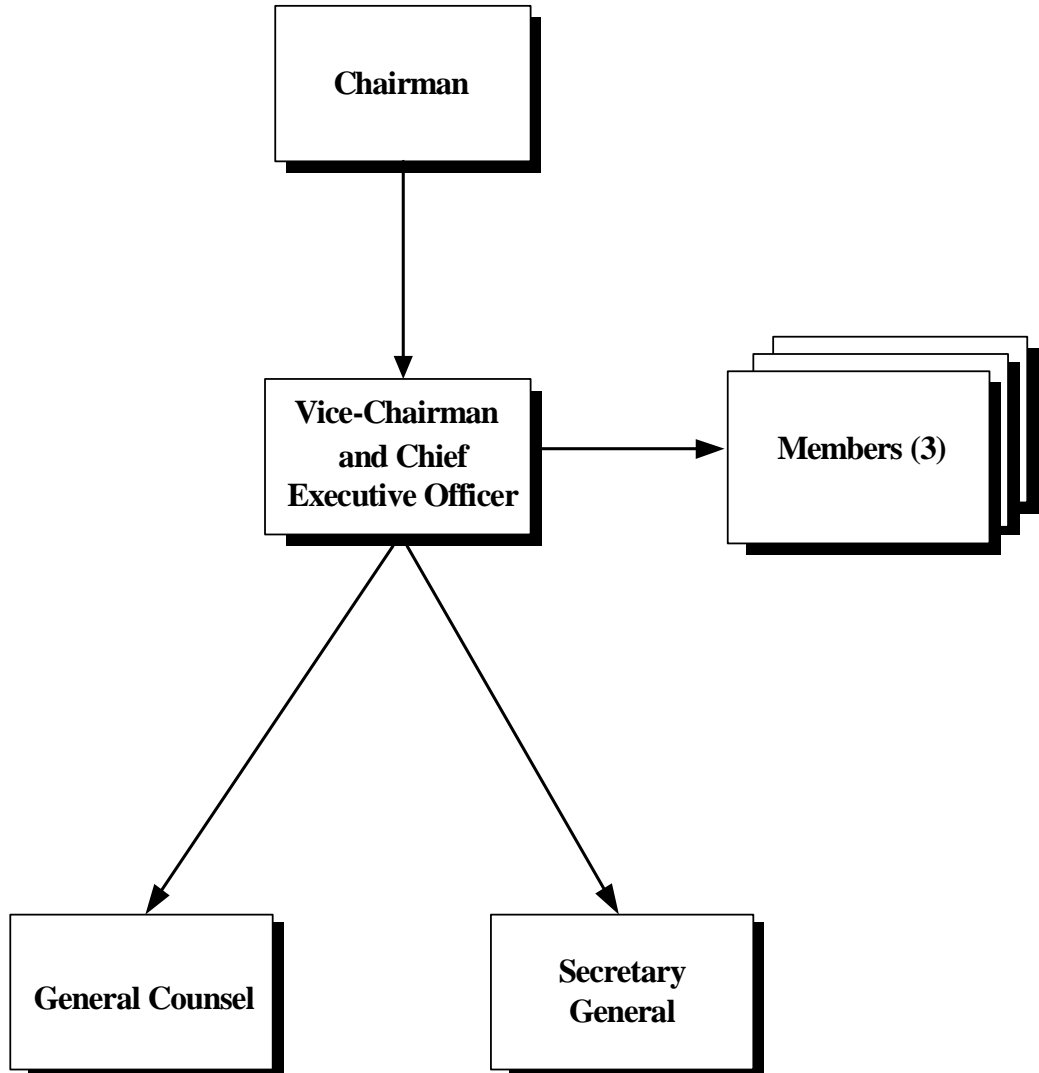 Chairman
Vice-Chairman
and Chief
Executive Officer
Members (3)
General Counsel
Secretary
General